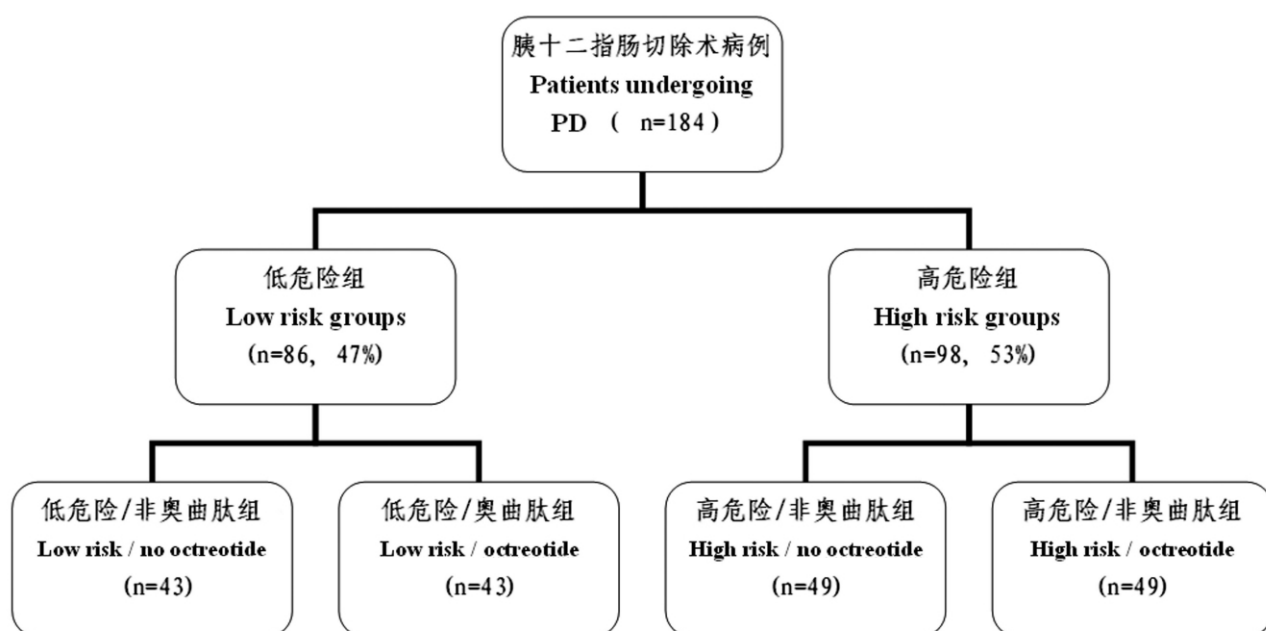 胰十二指肠切除术病例
Patients undergoing
PD ( n=184)
低危险组
Low risk groups
(n=86, 47%)
高危险组
High risk groups
(n=98, 53%)
低危险/非奥曲肽组
Low risk / no octreotide
(n=43)
低危险/奥曲肽组
Low risk / octreotide
(n=43)
高危险/非奥曲肽组
High risk / no octreotide
(n=49)
高危险/非奥曲肽组
High risk / octreotide
(n=49)